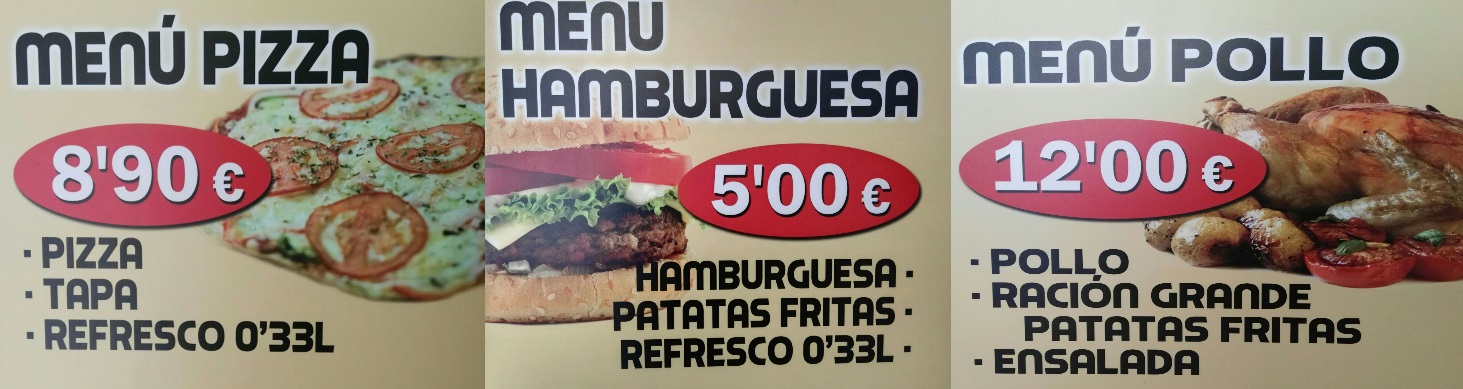 MENÚ PIZZA
8'90 €
· PIZZA
· TAPA
· REFRESCO 0'33L
MENU
HAMBURGUESA
5'00 €
HAMBURGUESA ·
PATATAS FRITAS ·
REFRESCO 0'33L ·
MENÚ POLLO
12'00 €
· POLLO
· RACIÓN GRANDE
PATATAS FRITAS
· ENSALADA